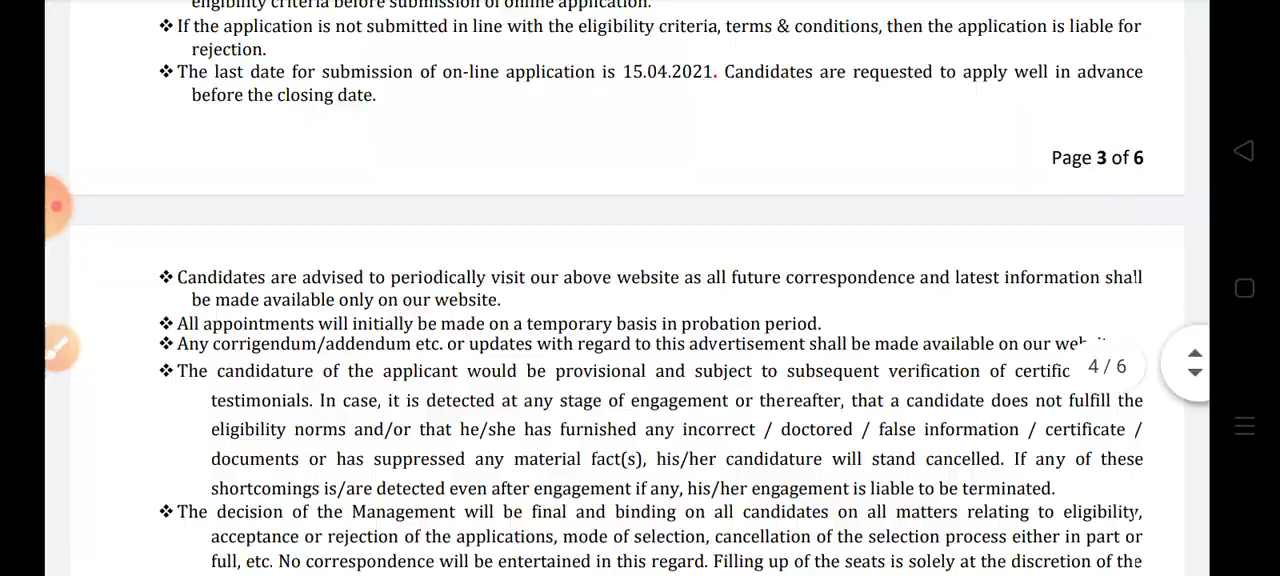 eligibility criteria before submission of online application.
❖ If the application is not submitted in line with the eligibility criteria, terms & conditions, then the application is liable for
rejection.
❖ The last date for submission of on-line application is 15.04.2021. Candidates are requested to apply well in advance
before the closing date.
Page 3 of 6
❖ Candidates are advised to periodically visit our above website as all future correspondence and latest information shall
be made available only on our website.
❖ All appointments will initially be made on a temporary basis in probation period.
❖ Any corrigendum/addendum etc. or updates with regard to this advertisement shall be made available on our
❖ The candidature of the applicant would be provisional and subject to subsequent verification of certific
4 / 6
testimonials. In case, it is detected at any stage of engagement or thereafter, that a candidate does not fulfill the
eligibility norms and/or that he/she has furnished any incorrect / doctored / false information / certificate /
documents or has suppressed any material fact(s), his/her candidature will stand cancelled. If any of these
shortcomings is/are detected even after engagement if any, his/her engagement is liable to be terminated.
❖ The decision of the Management will be final and binding on all candidates on all matters relating to eligibility,
acceptance or rejection of the applications, mode of selection, cancellation of the selection process either in part or
full, etc. No correspondence will be entertained in this regard. Filling up of the seats is solely at the discretion of the